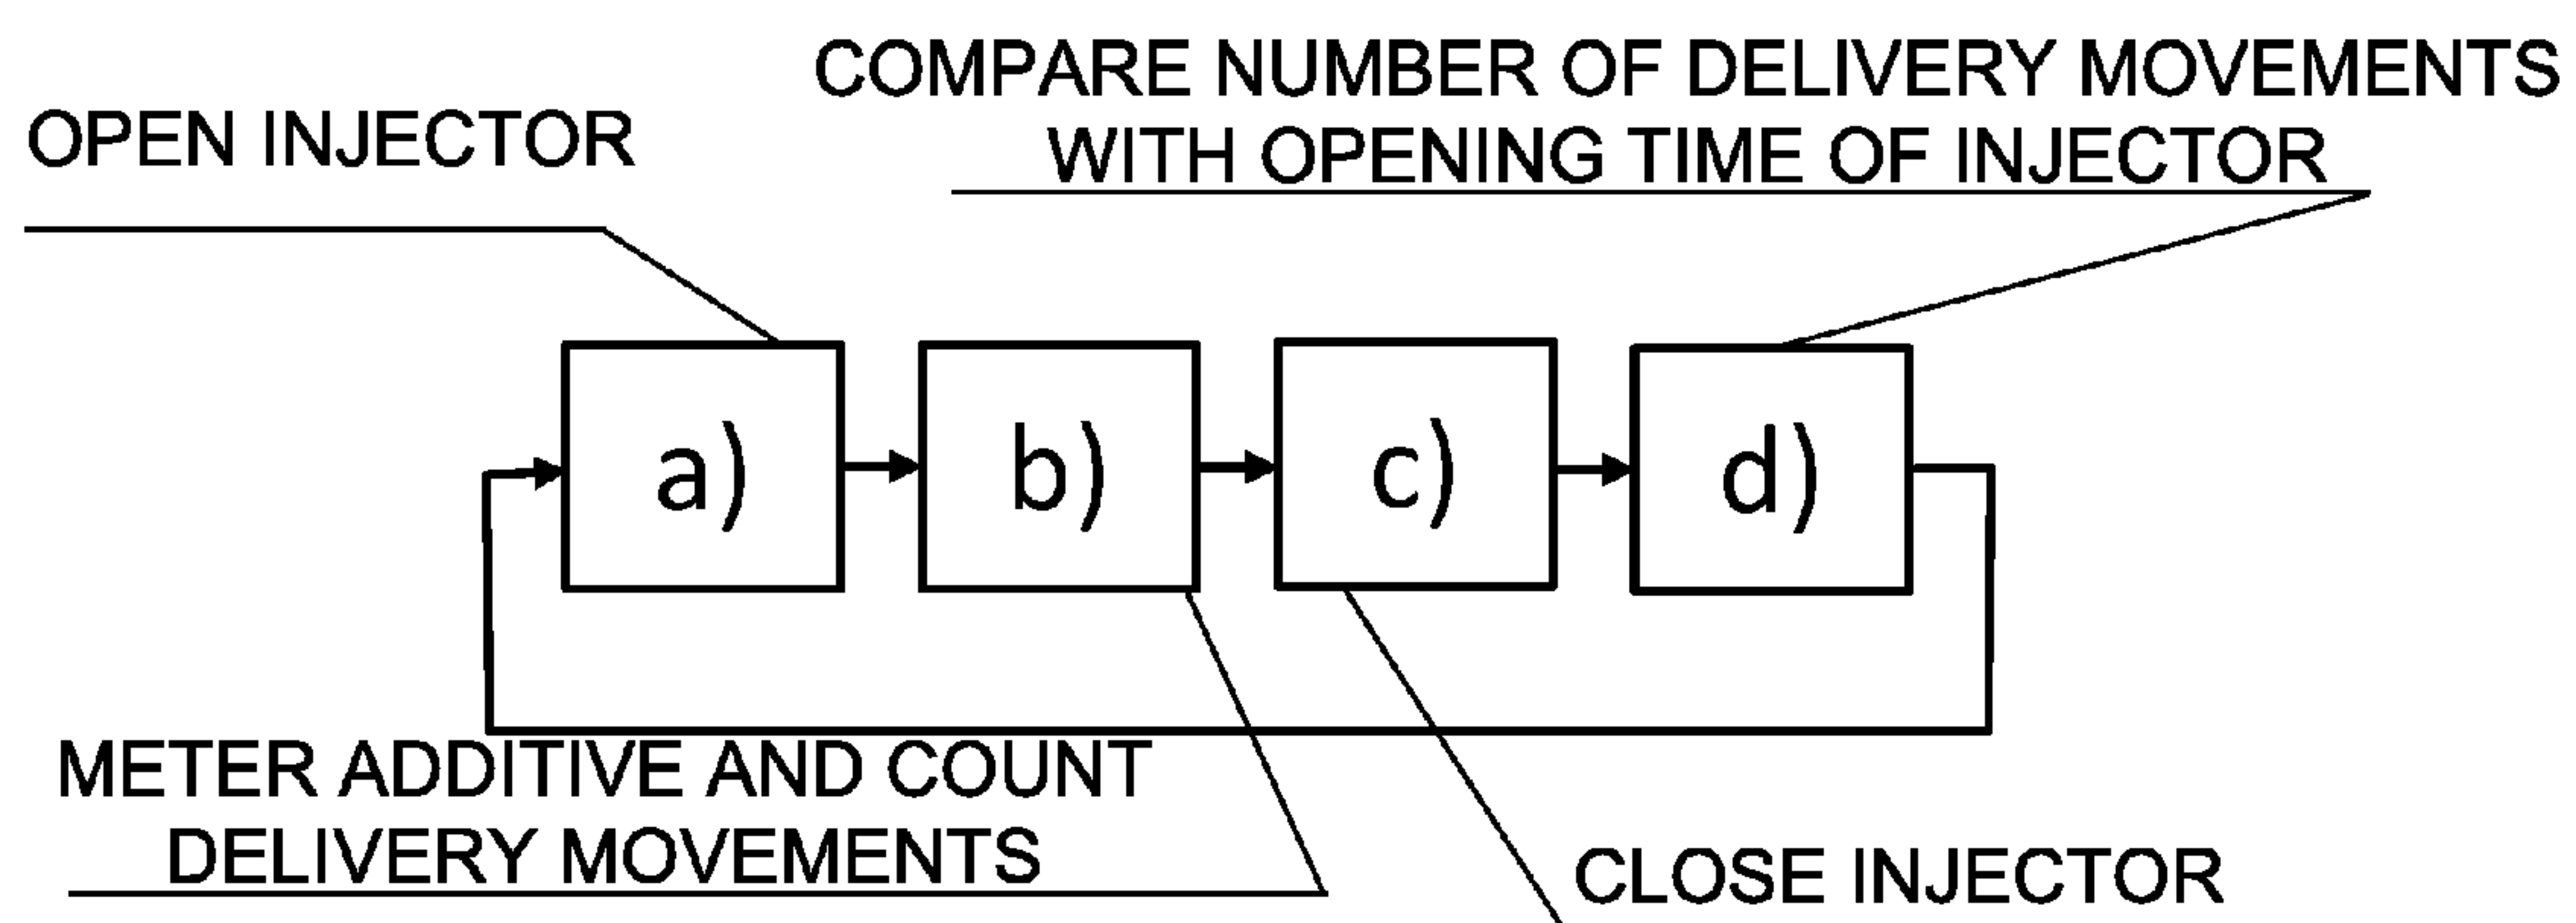 COMPARE NUMBER OF DELIVERY MOVEMENTS
WITH OPENING TIME OF INJECTOR
OPEN INJECTOR
a)
b)
c)
d)
METER ADDITIVE AND COUNT
DELIVERY MOVEMENTS
CLOSE INJECTOR